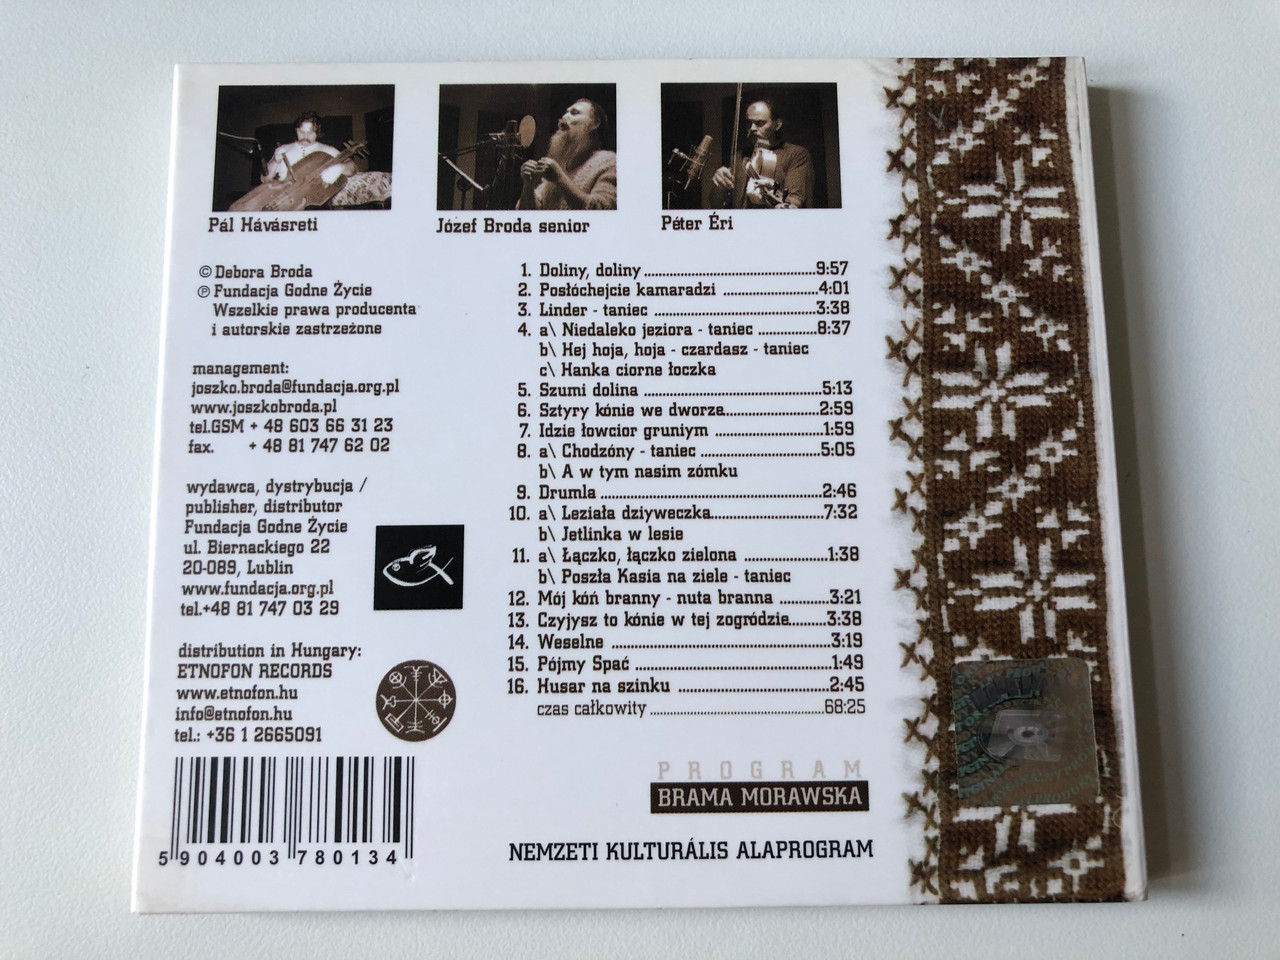 Pál Hávásreti
Józef Broda senior
Péter Éri
© Debora Broda
℗ Fundacja Godne Życie
Wszelkie prawa producenta
i autorskie zastrzeżone
management:
joszko.broda@fundacja.org.pl
www.joszkobroda.pl
tel.GSM + 48 603 66 31 23
fax. + 48 81 747 62 02
wydawca, dystrybucja /
publisher, distributor
Fundacja Godne Życie
ul. Biernackiego 22
20-089, Lublin
www.fundacja.org.pl
tel.+48 81 747 03 29
distribution in Hungary:
ETNOFON RECORDS
www.etnofon.hu
info@etnofon.hu
tel.: +36 1 2665091
5 904003 780134
1. Doliny, doliny 9:57
2. Posłóchejcie kamaradzi 4:01
3. Linder - taniec 3:38
4. a\ Niedaleko jeziora - taniec 8:37
b\ Hej hoja, hoja - czardasz - taniec
c\ Hanka ciorne łoczka
5. Szumi dolina 5:13
6. Sztyry kónie we dworze 2:59
7. Idzie łowcior gruniym 1:59
8. a\ Chodzóny - taniec 5:05
b\ A w tym nasim zómku
9. Drumla 2:46
10. a\ Leziała dziyweczka 7:32
b\ Jetlinka w lesie
11. a\ Łączko, łączko zielona 1:38
b\ Poszła Kasia na ziele - taniec
12. Mój kóń branny - nuta branna 3:21
13. Czyjysz to kónie w tej zogródzie 3:38
14. Weselne 3:19
15. Pójmy Spać 1:49
16. Husar na szinku 2:45
czas całkowity 68:25
PROGRAM
BRAMA MORAWSKA
NEMZETI KULTURÁLIS ALAPROGRAM